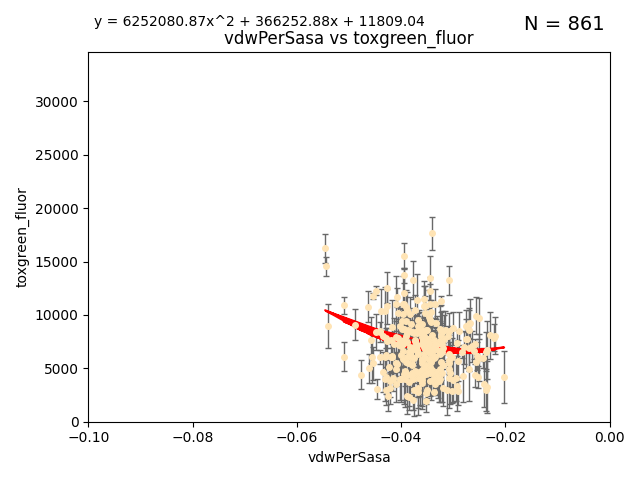 y = 6252080.87x^2 + 366252.88x + 11809.04
N = 861
vdwPerSasa vs toxgreen_fluor
30000
25000
20000
15000
10000
5000
0
toxgreen_fluor
−0.10
−0.08
−0.06
−0.04
−0.02
0.00
vdwPerSasa